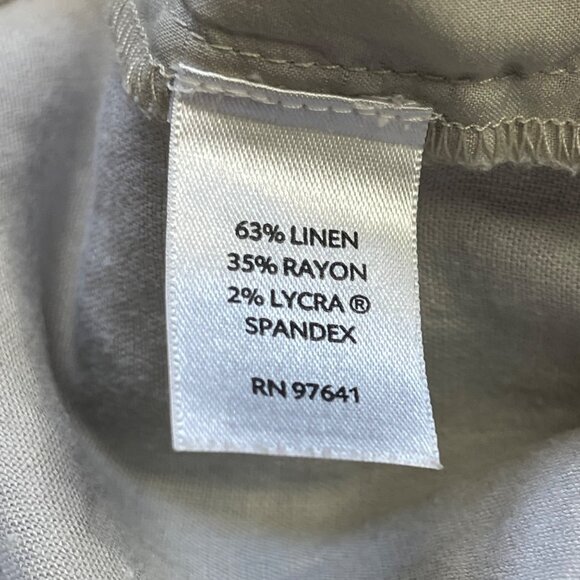 63% LINEN
35% RAYON
2% LYCRA ®
SPANDEX
RN 97641